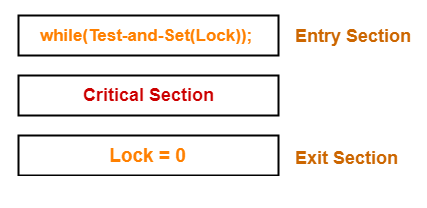 while(Test-and-Set(Lock)); Entry Section
Critical Section
Lock = 0 Exit Section